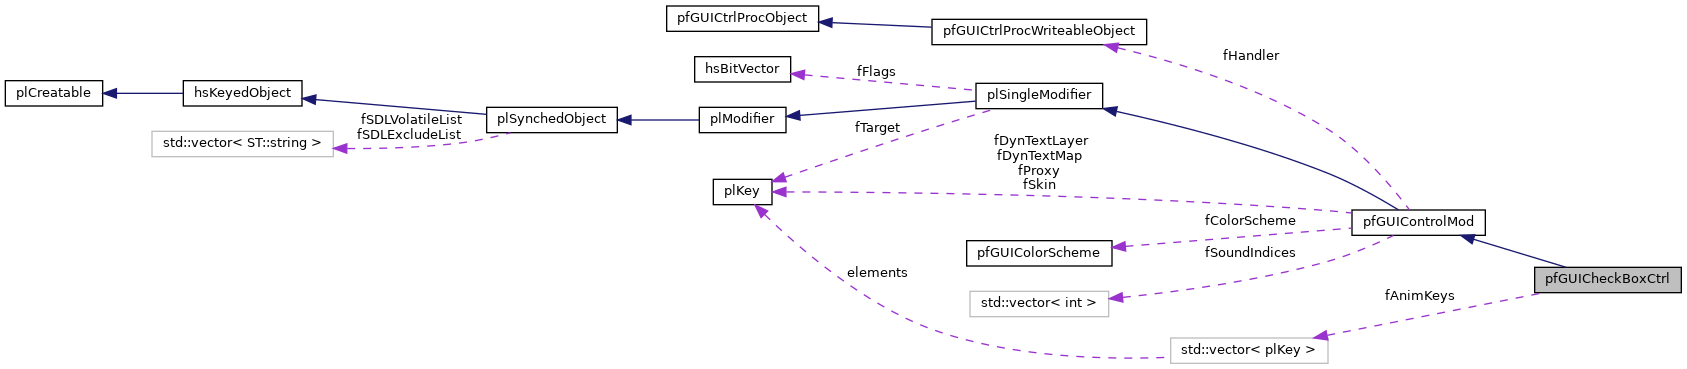 pfGUICtrlProcObject
pfGUICtrlProcWriteableObject
fHandler
hsBitVector
fFlags
plCreatable
hsKeyedObject
plSingleModifier
plSynchedObject
plModifier
fSDLVolatileList
fSDLExcludeList
std::vector< ST::string >
fTarget
fDynTextLayer
fDynTextMap
fProxy
fSkin
plKey
pfGUIControlMod
fColorScheme
pfGUIColorScheme
fSoundIndices
elements
pfGUICheckBoxCtrl
std::vector< int >
fAnimKeys
std::vector< plKey >